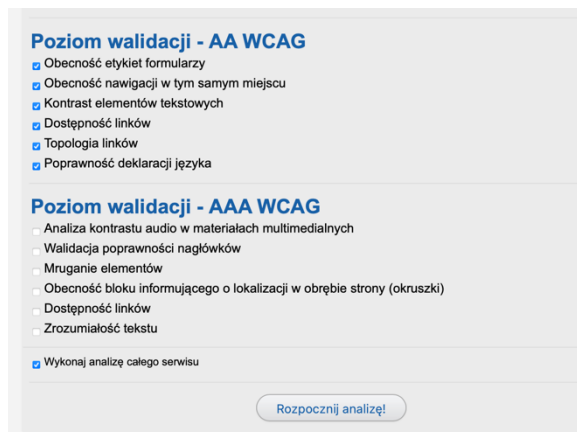 Poziom walidacji - AA WCAG
Obecność etykiet formularzy
Obecność nawigacji w tym samym miejscu
Kontrast elementów tekstowych
Dostępność linków
Topologia linków
Poprawność deklaracji języka
Poziom walidacji - AAA WCAG
Analiza kontrastu audio w materiałach multimedialnych
Walidacja poprawności nagłówków
Mruganie elementów
Obecność bloku informującego o lokalizacji w obrębie strony (okruszki)
Dostępność linków
Zrozumiałość tekstu
Wykonaj analizę całego serwisu
Rozpocznij analizę!